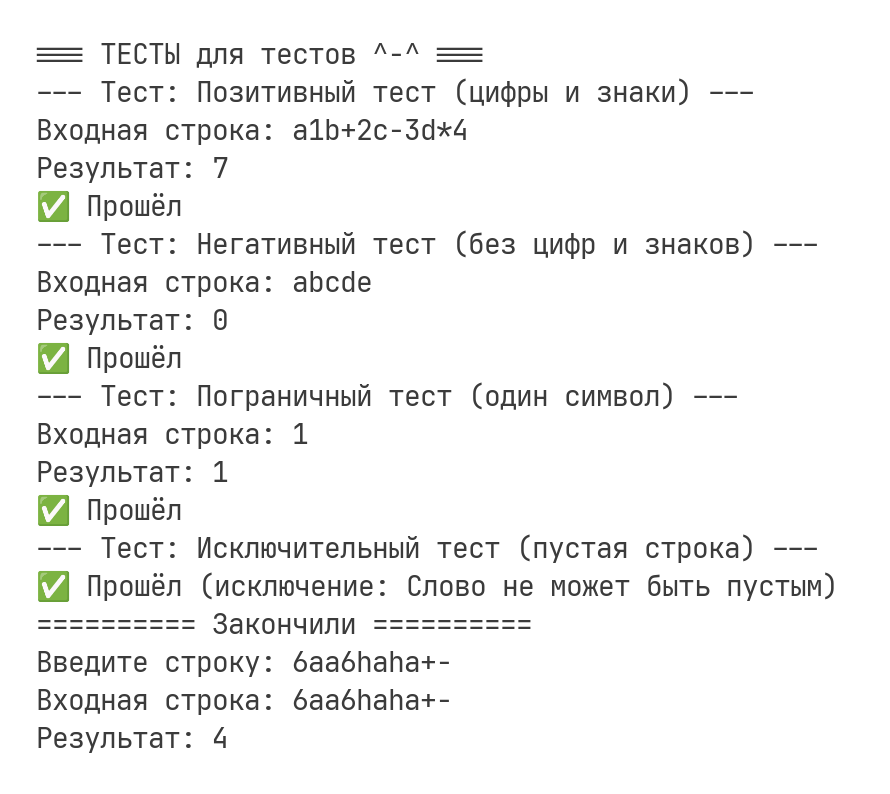 === ТЕСТЫ для тестов ^-^ ===
--- Тест: Позитивный тест (цифры и знаки) ---
Входная строка: a1b+2c-3d*4
Результат: 7
✅ Прошёл
--- Тест: Негативный тест (без цифр и знаков) ---
Входная строка: abcde
Результат: 0
✅ Прошёл
--- Тест: Пограничный тест (один символ) ---
Входная строка: 1
Результат: 1
✅ Прошёл
--- Тест: Исключительный тест (пустая строка) ---
✅ Прошёл (исключение: Слово не может быть пустым)
========== Закончили ==========
Введите строку: 6aa6haha+-
Входная строка: 6aa6haha+-
Результат: 4